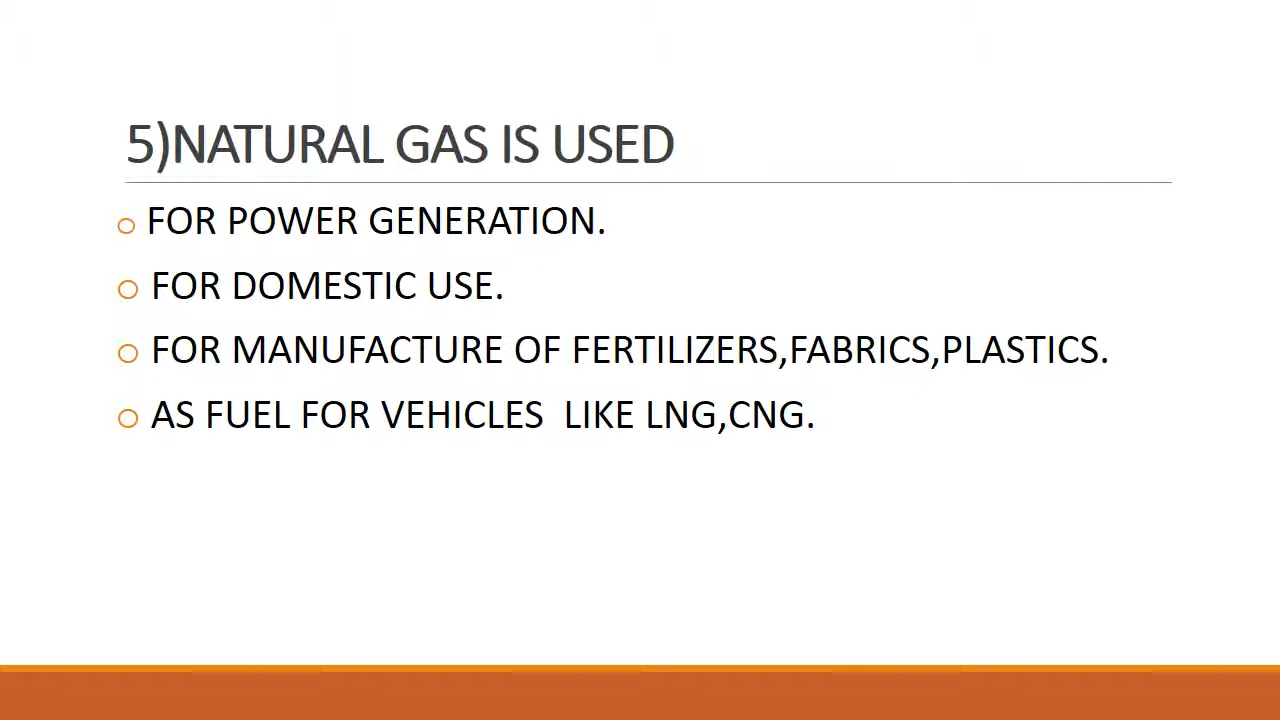 5)NATURAL GAS IS USED
FOR POWER GENERATION.
FOR DOMESTIC USE.
FOR MANUFACTURE OF FERTILIZERS,FABRICS,PLASTICS.
AS FUEL FOR VEHICLES  LIKE LNG,CNG.